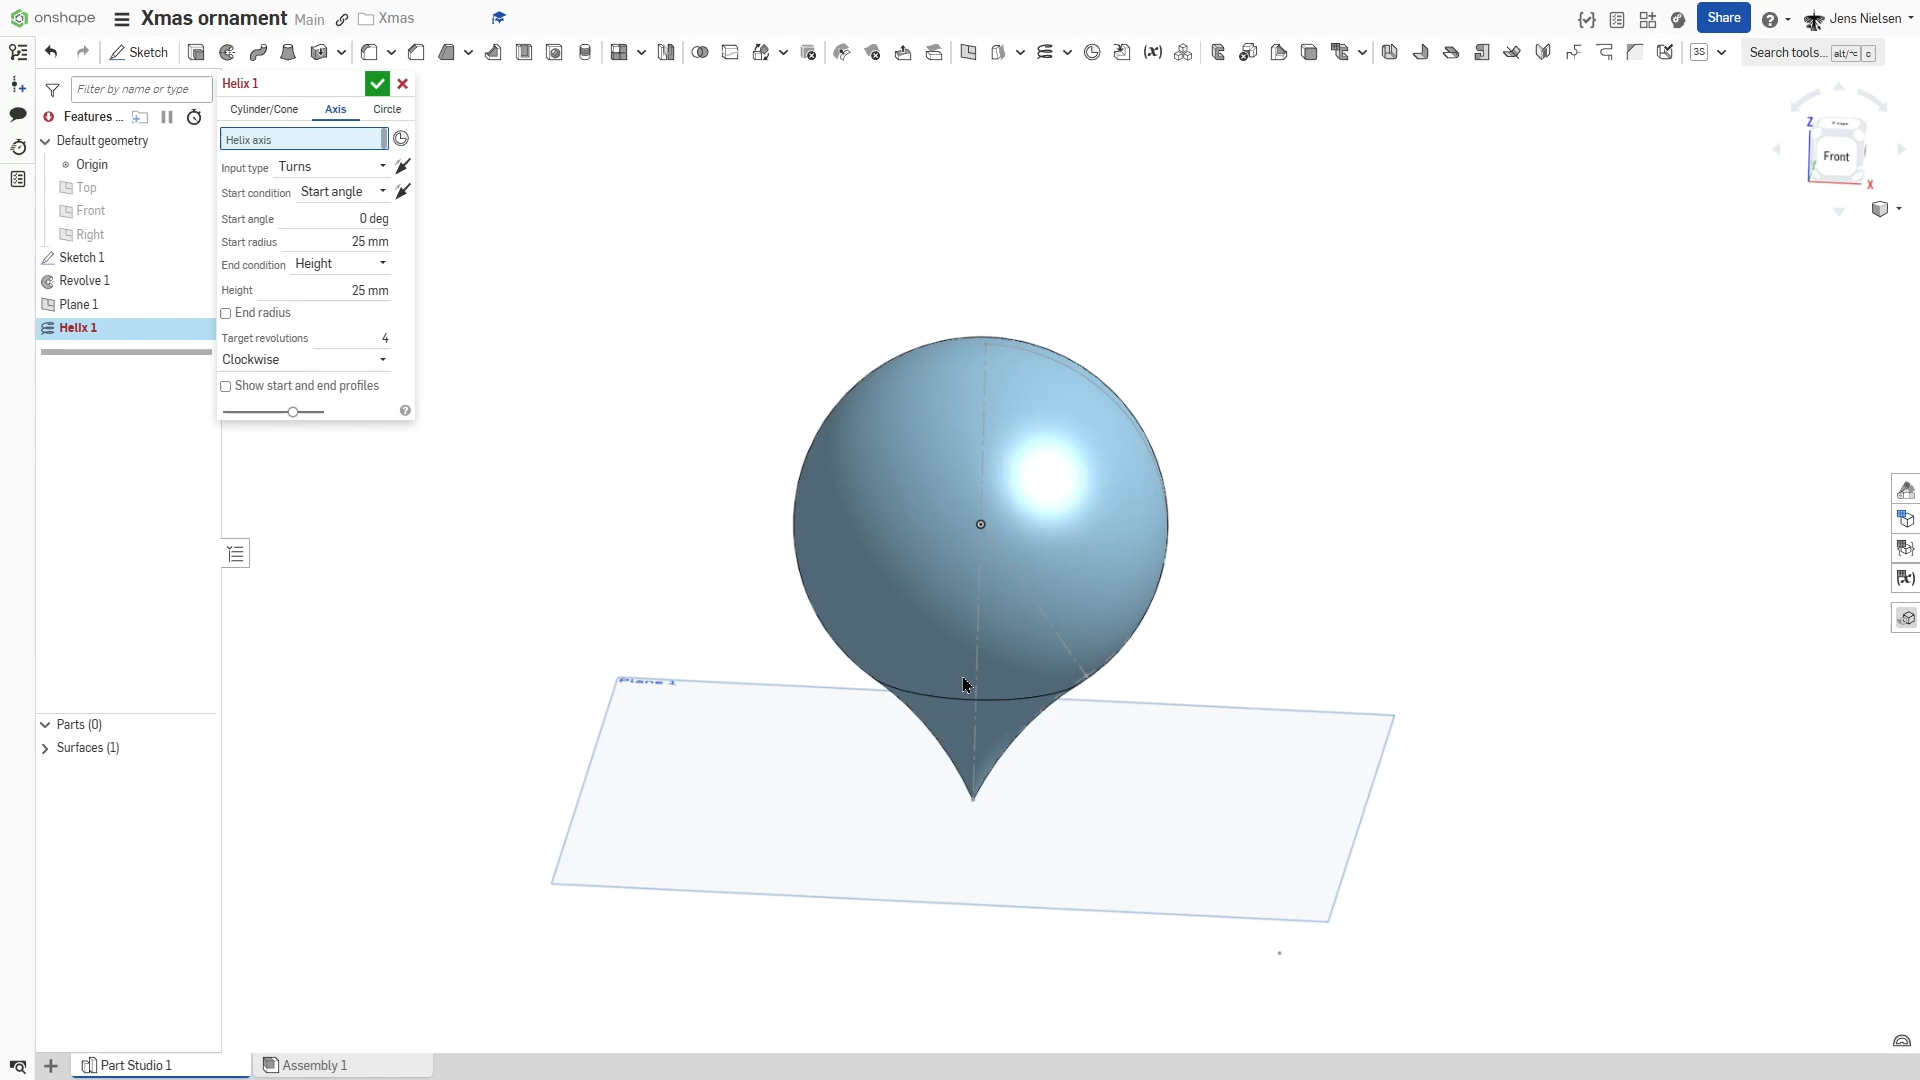 onshape Xmas ornament Main Xmas Share Jens Nielsen
Sketch Search tools... alt/⌥ c
Filter by name or type
Features ...
Default geometry
Origin
Top
Front
Right
Sketch 1
Revolve 1
Plane 1
Helix 1
Parts (0)
Surfaces (1)
Helix 1
Cylinder/Cone Axis Circle
Helix axis
Input type Turns
Start condition Start angle
Start angle 0 deg
Start radius 25 mm
End condition Height
Height 25 mm
End radius
Target revolutions 4
Clockwise
Show start and end profiles
Plane 1
Z
Top
Front
Y
X
Part Studio 1 Assembly 1